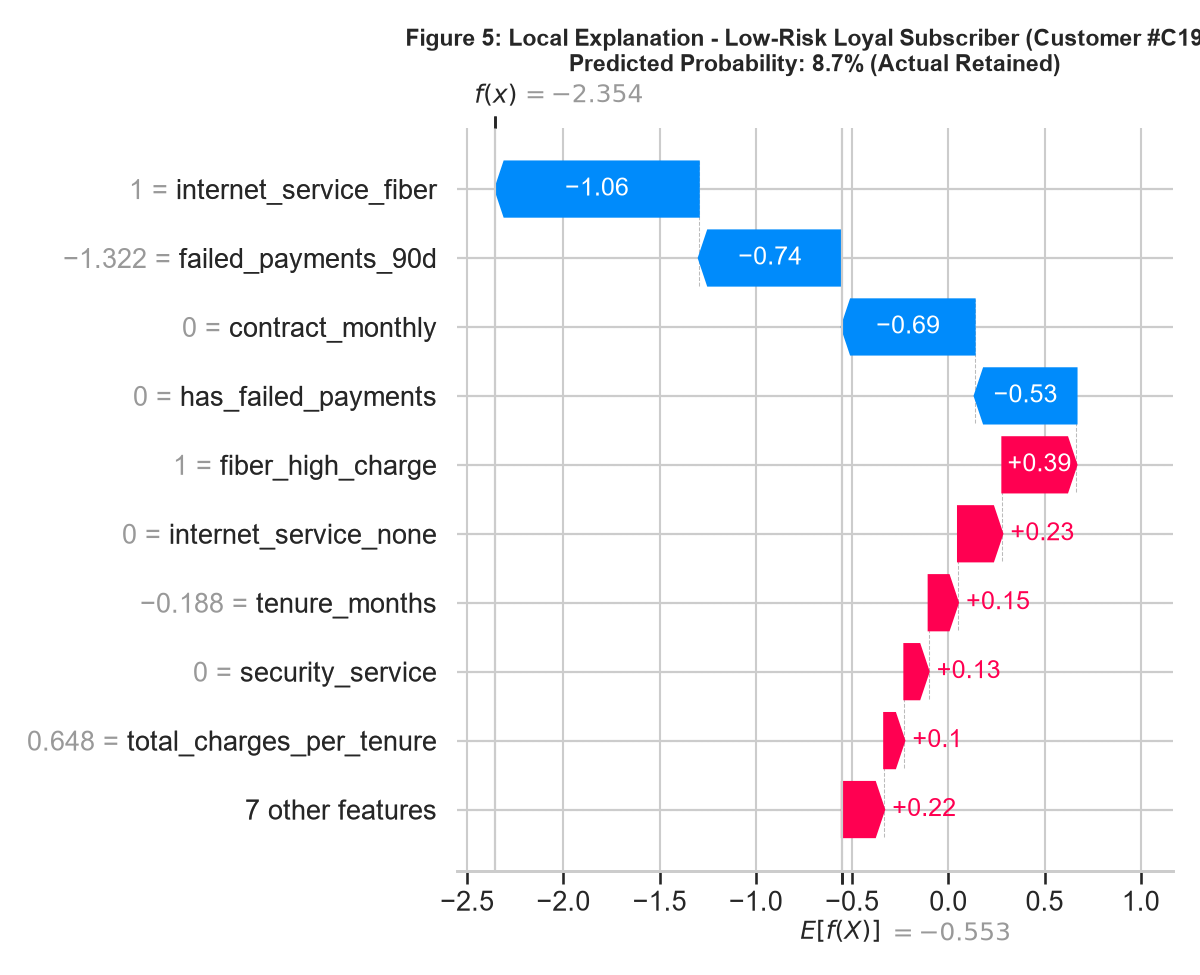 Figure 5: Local Explanation - Low-Risk Loyal Subscriber (Customer #C19
Predicted Probability: 8.7% (Actual Retained)
f(x) = −2.354
1 = internet_service_fiber −1.06
−1.322 = failed_payments_90d −0.74
0 = contract_monthly −0.69
0 = has_failed_payments −0.53
1 = fiber_high_charge +0.39
0 = internet_service_none +0.23
−0.188 = tenure_months +0.15
0 = security_service +0.13
0.648 = total_charges_per_tenure +0.1
7 other features +0.22
−2.5 −2.0 −1.5 −1.0 −0.5 0.0 0.5 1.0
E[f(X)] = −0.553